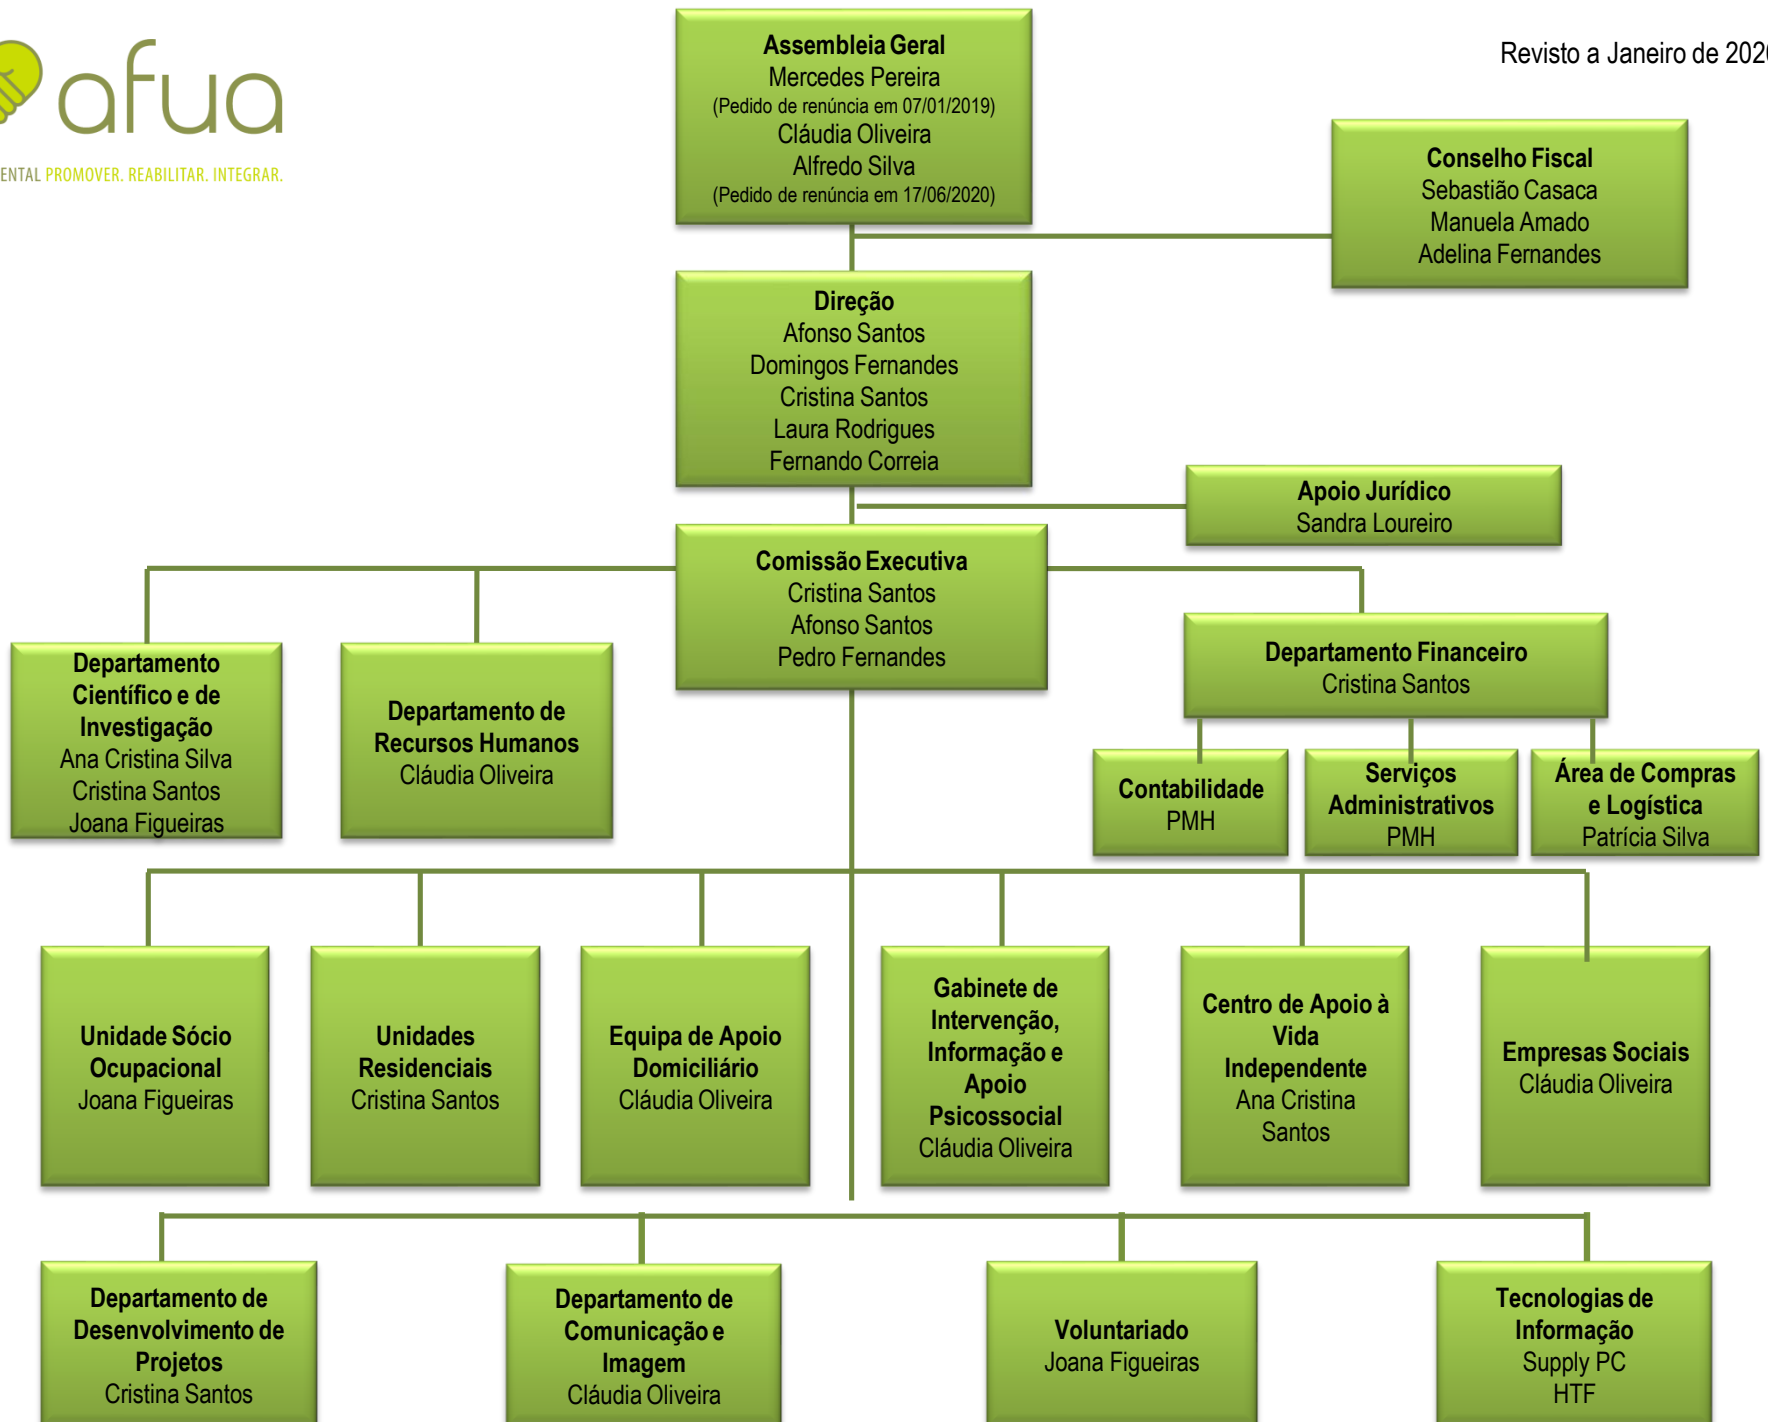 afua
ENTAL PROMOVER. REABILITAR. INTEGRAR.
Revisto a Janeiro de 2020
Assembleia Geral
Mercedes Pereira
(Pedido de renúncia em 07/01/2019)
Cláudia Oliveira
Alfredo Silva
(Pedido de renúncia em 17/06/2020)
Conselho Fiscal
Sebastião Casaca
Manuela Amado
Adelina Fernandes
Direção
Afonso Santos
Domingos Fernandes
Cristina Santos
Laura Rodrigues
Fernando Correia
Apoio Jurídico
Sandra Loureiro
Comissão Executiva
Cristina Santos
Afonso Santos
Pedro Fernandes
Departamento
Científico e de
Investigação
Ana Cristina Silva
Cristina Santos
Joana Figueiras
Departamento de
Recursos Humanos
Cláudia Oliveira
Departamento Financeiro
Cristina Santos
Contabilidade
PMH
Serviços
Administrativos
PMH
Área de Compras
e Logística
Patrícia Silva
Unidade Sócio
Ocupacional
Joana Figueiras
Unidades
Residenciais
Cristina Santos
Equipa de Apoio
Domiciliário
Cláudia Oliveira
Gabinete de
Intervenção,
Informação e
Apoio
Psicossocial
Cláudia Oliveira
Centro de Apoio à
Vida
Independente
Ana Cristina
Santos
Empresas Sociais
Cláudia Oliveira
Departamento de
Desenvolvimento de
Projetos
Cristina Santos
Departamento de
Comunicação e
Imagem
Cláudia Oliveira
Voluntariado
Joana Figueiras
Tecnologias de
Informação
Supply PC
HTF